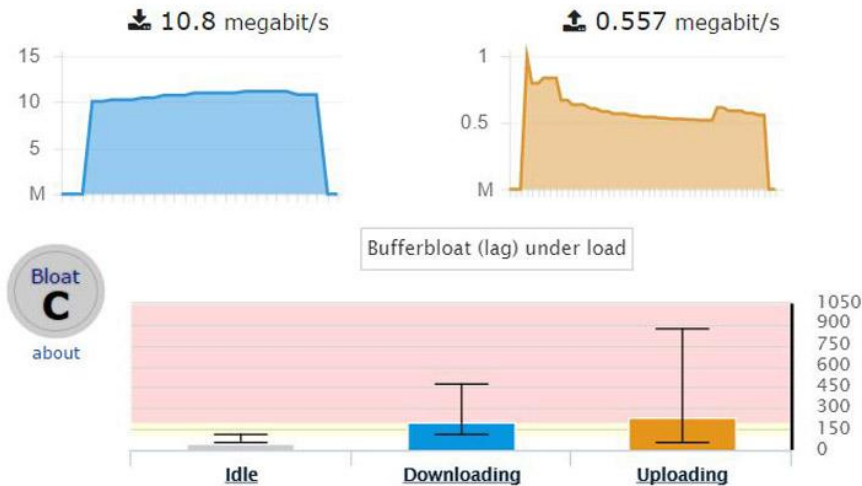 10.8 megabit/s
15
10
5
M
0.557 megabit/s
1
0.5
M
Bufferbloat (lag) under load
Bloat
C
about
1050
900
750
600
450
300
150
0
Idle
Downloading
Uploading